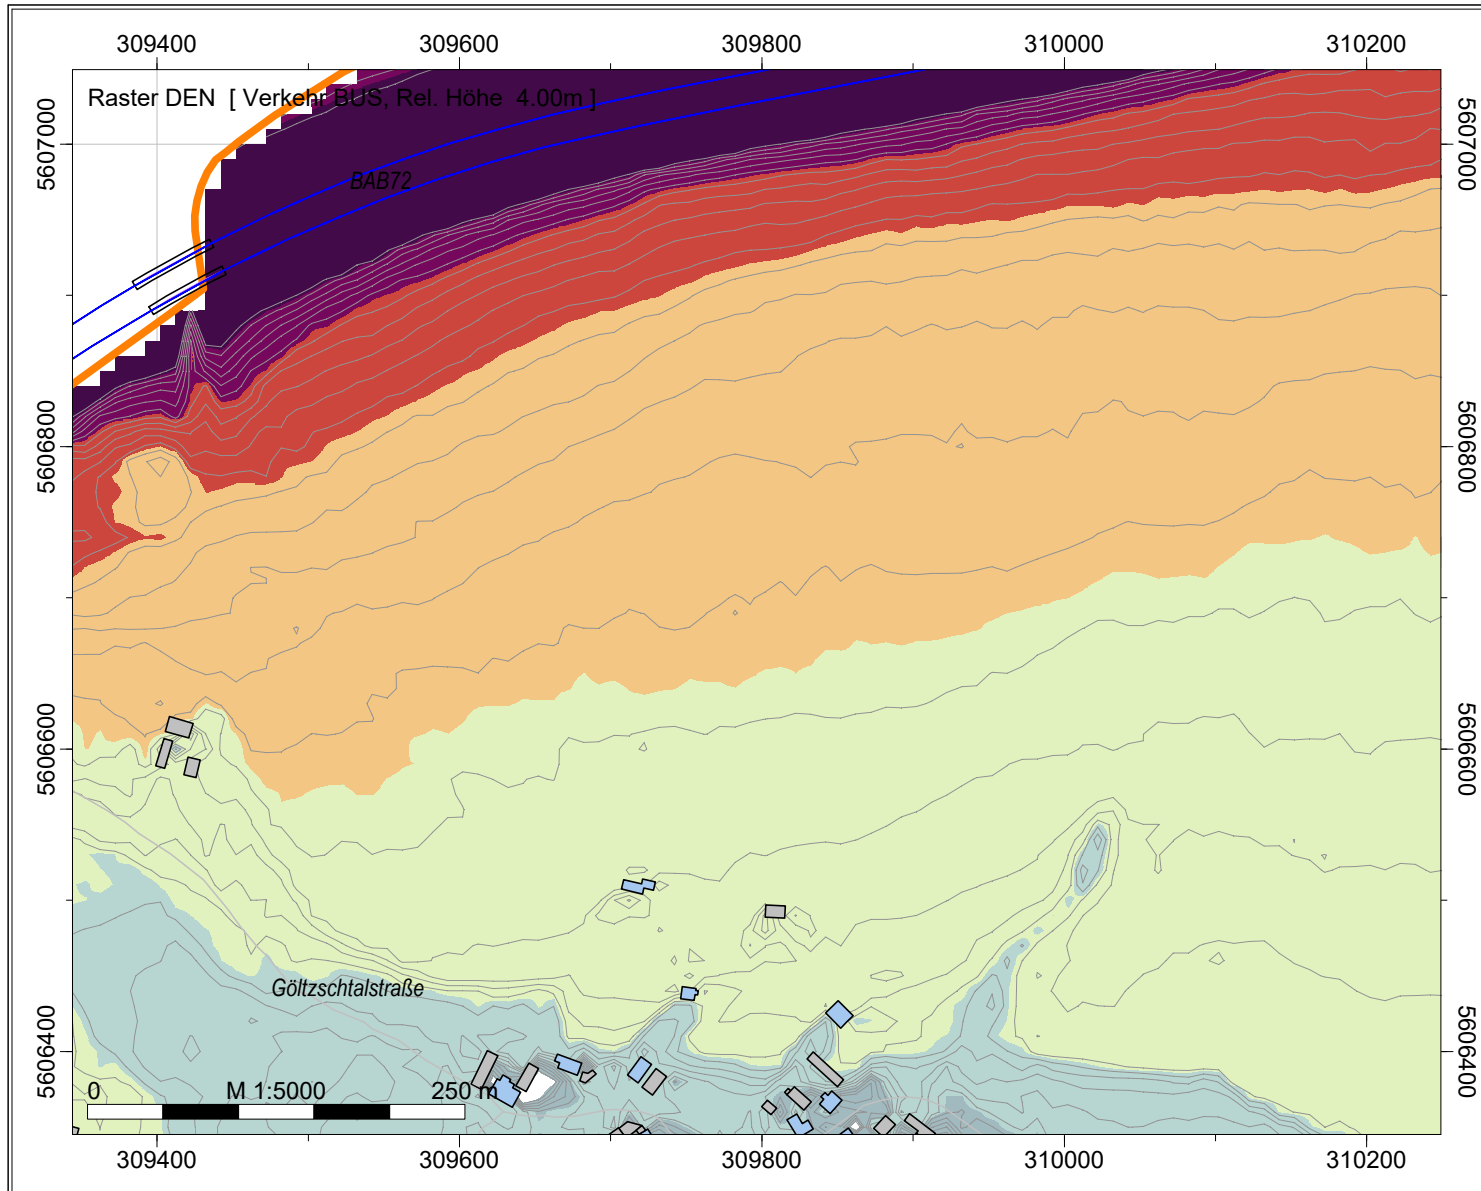 309400 309600 309800 310000 310200
Raster DEN [ Verkehr BUS, Rel. Höhe 4.00m ]
5607000 5607000
BAB72
5606800 5606800
5606600 5606600
Göltzschtalstraße
5606400 5606400
0 M 1:5000 250 m
309400 309600 309800 310000 310200